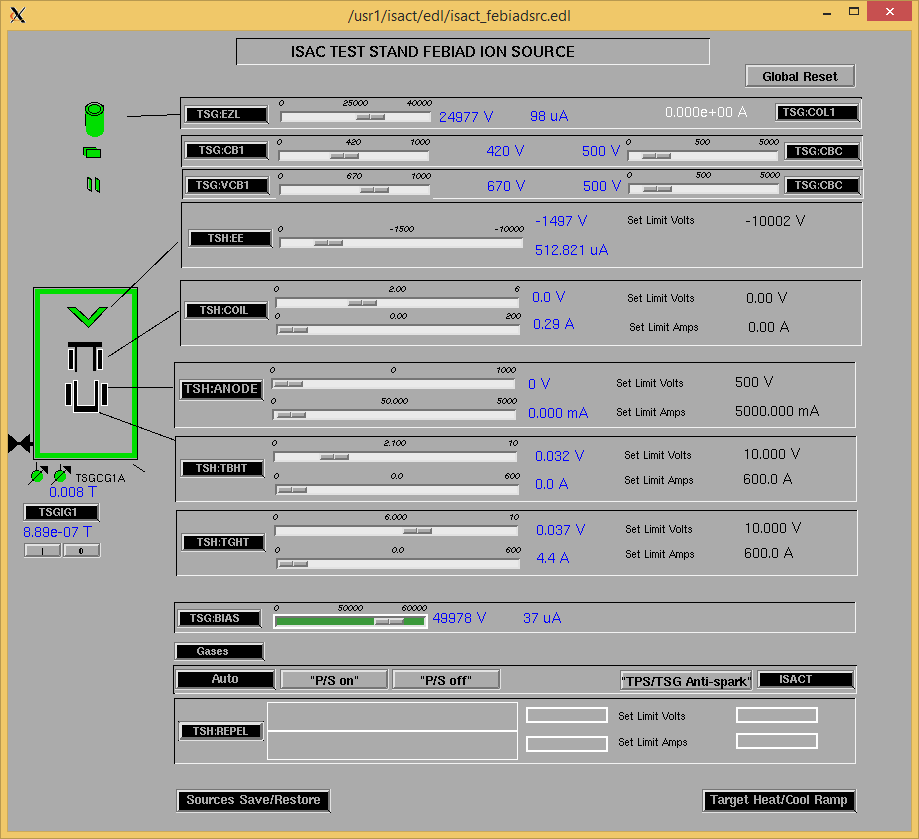 /usr1/isact/edl/isact_febiadsrc.edl
ISAC TEST STAND FEBIAD ION SOURCE
Global Reset
TSG:EZL 0 25000 40000 24977 V 98 uA 0.000e+00 A TSG:COL1
TSG:CB1 0 420 1000 420 V 500 V 0 500 5000 TSG:CBC
TSG:VCB1 0 670 1000 670 V 500 V 0 500 5000 TSG:CBC
TSH:EE 0 -1500 -10000 -1497 V Set Limit Volts -10002 V
512.821 uA
TSH:COIL 0 2.00 6 0.0 V Set Limit Volts 0.00 V
0 0.00 200 0.29 A Set Limit Amps 0.00 A
TSH:ANODE 0 0 1000 0 V Set Limit Volts 500 V
0 50.000 5000 0.000 mA Set Limit Amps 5000.000 mA
TSH:TBHT 0 2.100 10 0.032 V Set Limit Volts 10.000 V
0 0.0 600 0.0 A Set Limit Amps 600.0 A
TSGCG1A
0.008 T
TSGIG1
8.89e-07 T
I 0
TSH:TGHT 0 6.000 10 0.037 V Set Limit Volts 10.000 V
0 0.0 600 4.4 A Set Limit Amps 600.0 A
TSG:BIAS 0 50000 60000 49978 V 37 uA
Gases
Auto "P/S on" "P/S off" "TPS/TSG Anti-spark" ISACT
TSH:REPEL Set Limit Volts
Set Limit Amps
Sources Save/Restore Target Heat/Cool Ramp